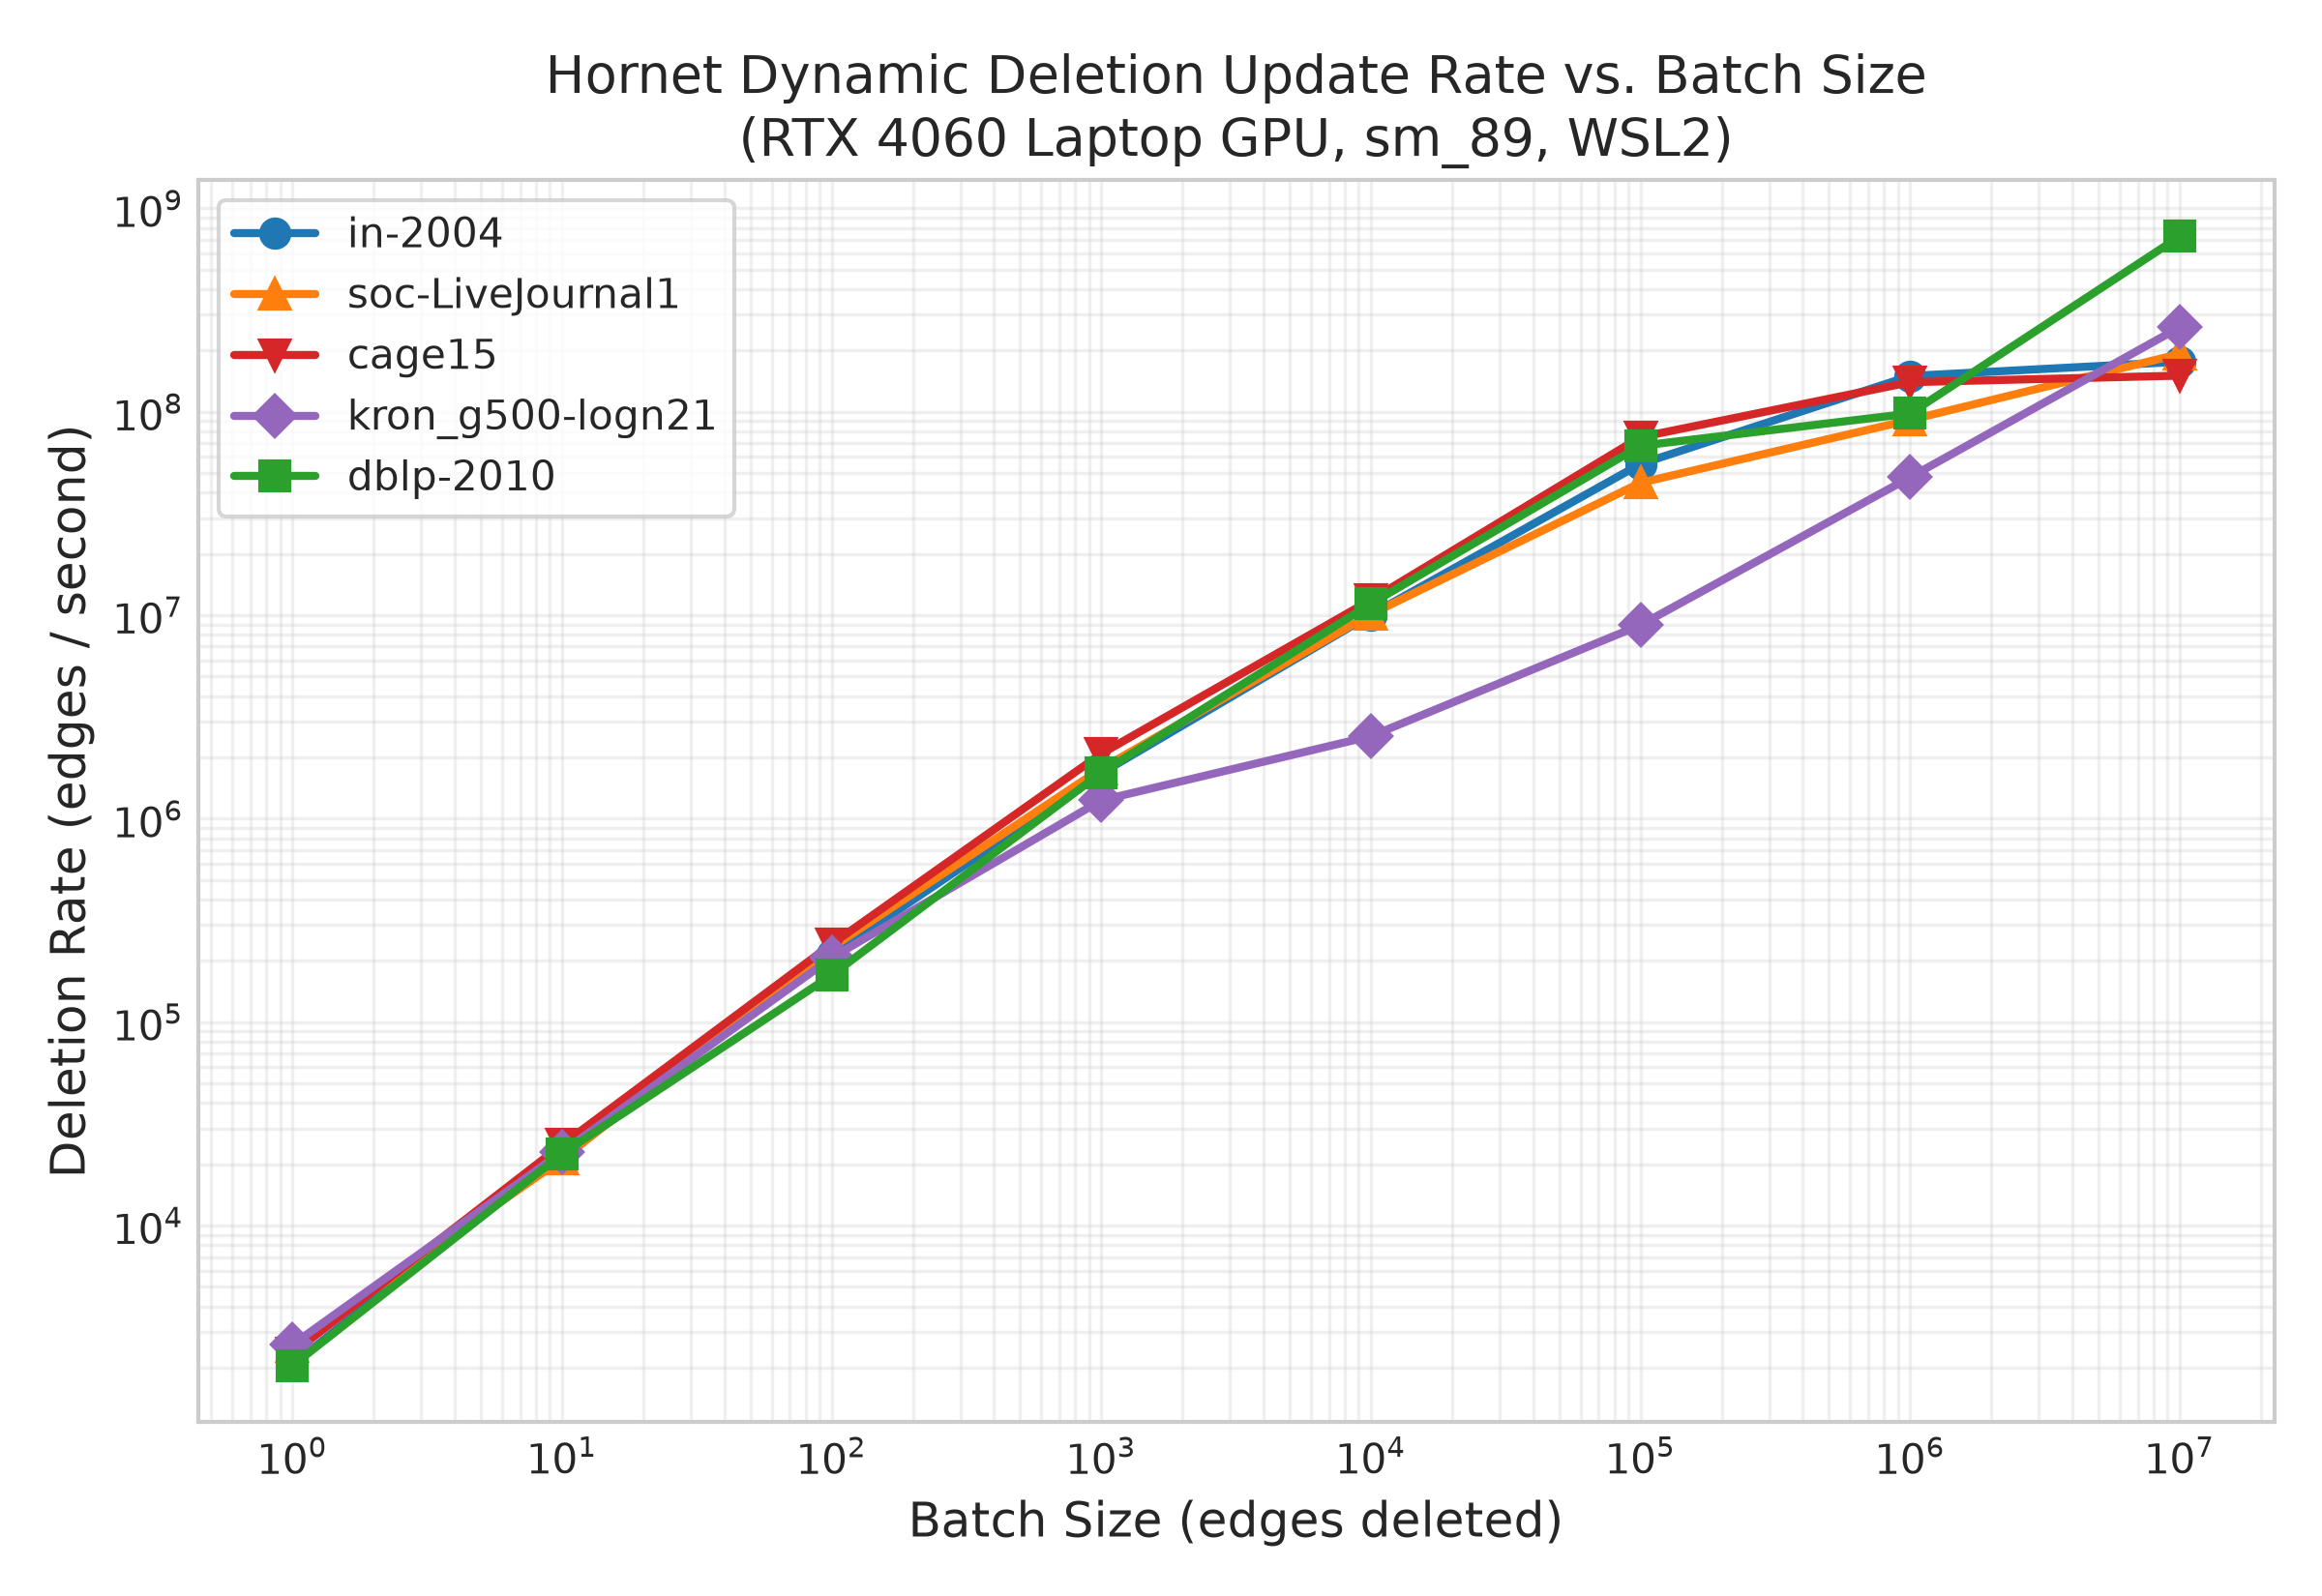 Hornet Dynamic Deletion Update Rate vs. Batch Size
(RTX 4060 Laptop GPU, sm_89, WSL2)
Deletion Rate (edges / second)
10⁹
10⁸
10⁷
10⁶
10⁵
10⁴
in-2004
soc-LiveJournal1
cage15
kron_g500-logn21
dblp-2010
10⁰ 10¹ 10² 10³ 10⁴ 10⁵ 10⁶ 10⁷
Batch Size (edges deleted)